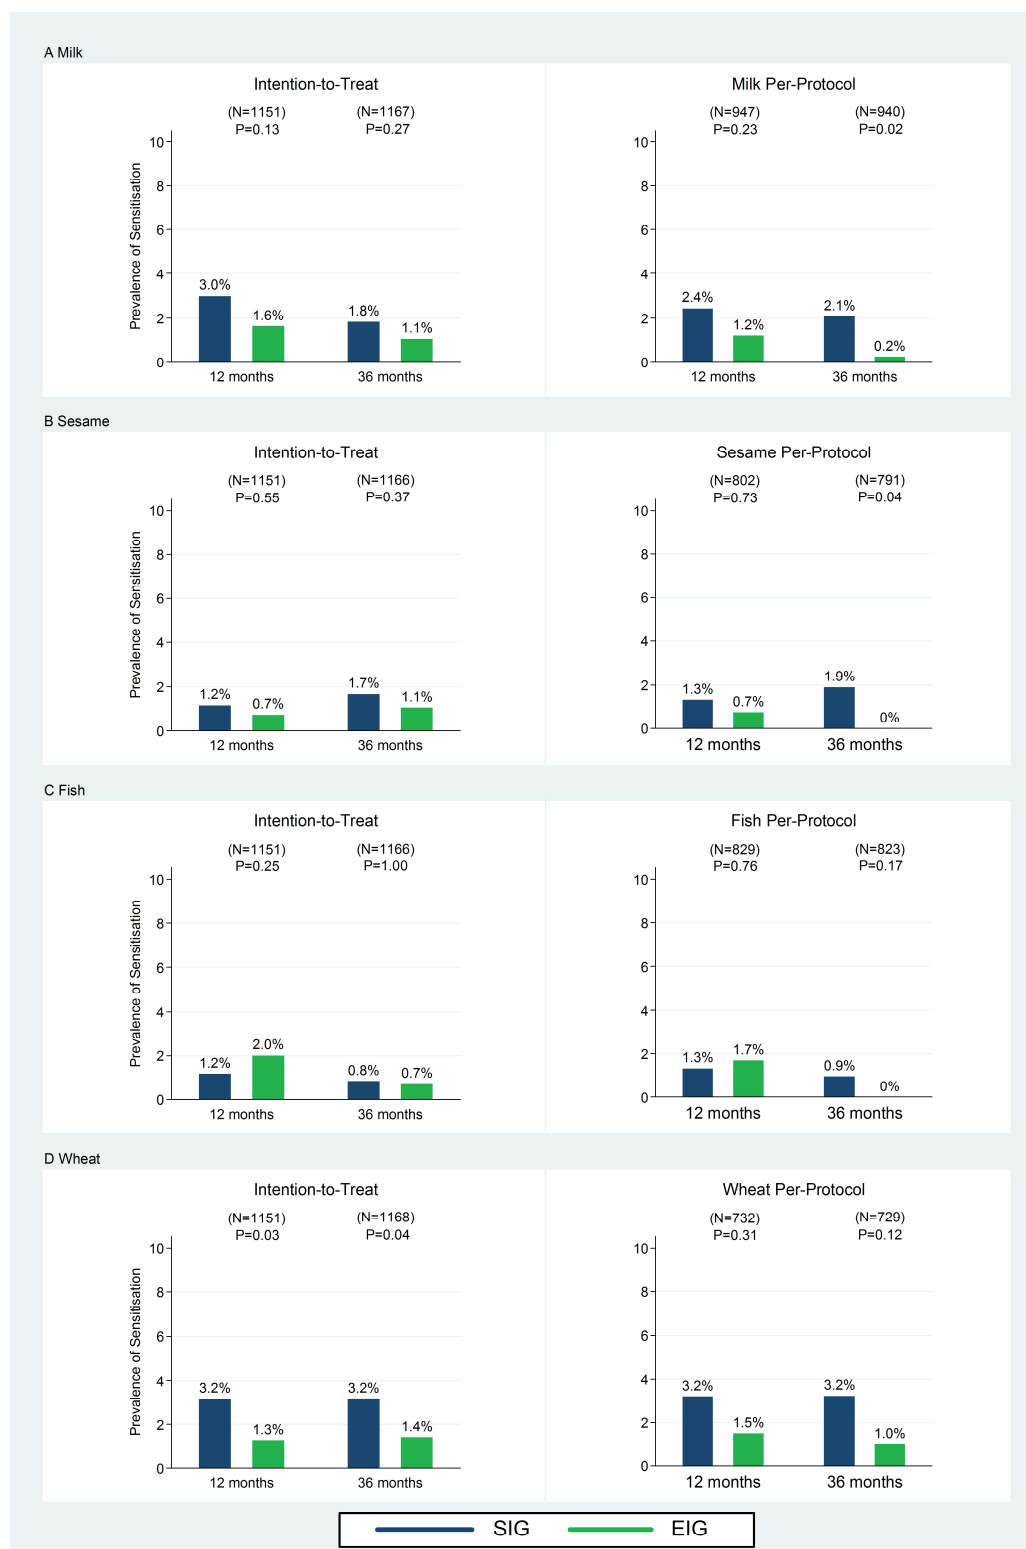 A Milk
Intention-to-Treat
(N=1151)
P=0.13
(N=1167)
P=0.27
Prevalence of Sensitisation
10
8
6
4
2
0
3.0%
1.6%
1.8%
1.1%
12 months
36 months
Milk Per-Protocol
(N=947)
P=0.23
(N=940)
P=0.02
10
8
6
4
2
0
2.4%
1.2%
2.1%
0.2%
12 months
36 months
B Sesame
Intention-to-Treat
(N=1151)
P=0.55
(N=1166)
P=0.37
Prevalence of Sensitisation
10
8
6
4
2
0
1.2%
0.7%
1.7%
1.1%
12 months
36 months
Sesame Per-Protocol
(N=802)
P=0.73
(N=791)
P=0.04
10
8
6
4
2
0
1.3%
0.7%
1.9%
0%
12 months
36 months
C Fish
Intention-to-Treat
(N=1151)
P=0.25
(N=1166)
P=1.00
Prevalence of Sensitisation
10
8
6
4
2
0
1.2%
2.0%
0.8%
0.7%
12 months
36 months
Fish Per-Protocol
(N=829)
P=0.76
(N=823)
P=0.17
10
8
6
4
2
0
1.3%
1.7%
0.9%
0%
12 months
36 months
D Wheat
Intention-to-Treat
(N=1151)
P=0.03
(N=1168)
P=0.04
Prevalence of Sensitisation
10
8
6
4
2
0
3.2%
1.3%
3.2%
1.4%
12 months
36 months
Wheat Per-Protocol
(N=732)
P=0.31
(N=729)
P=0.12
10
8
6
4
2
0
3.2%
1.5%
3.2%
1.0%
12 months
36 months
SIG
EIG